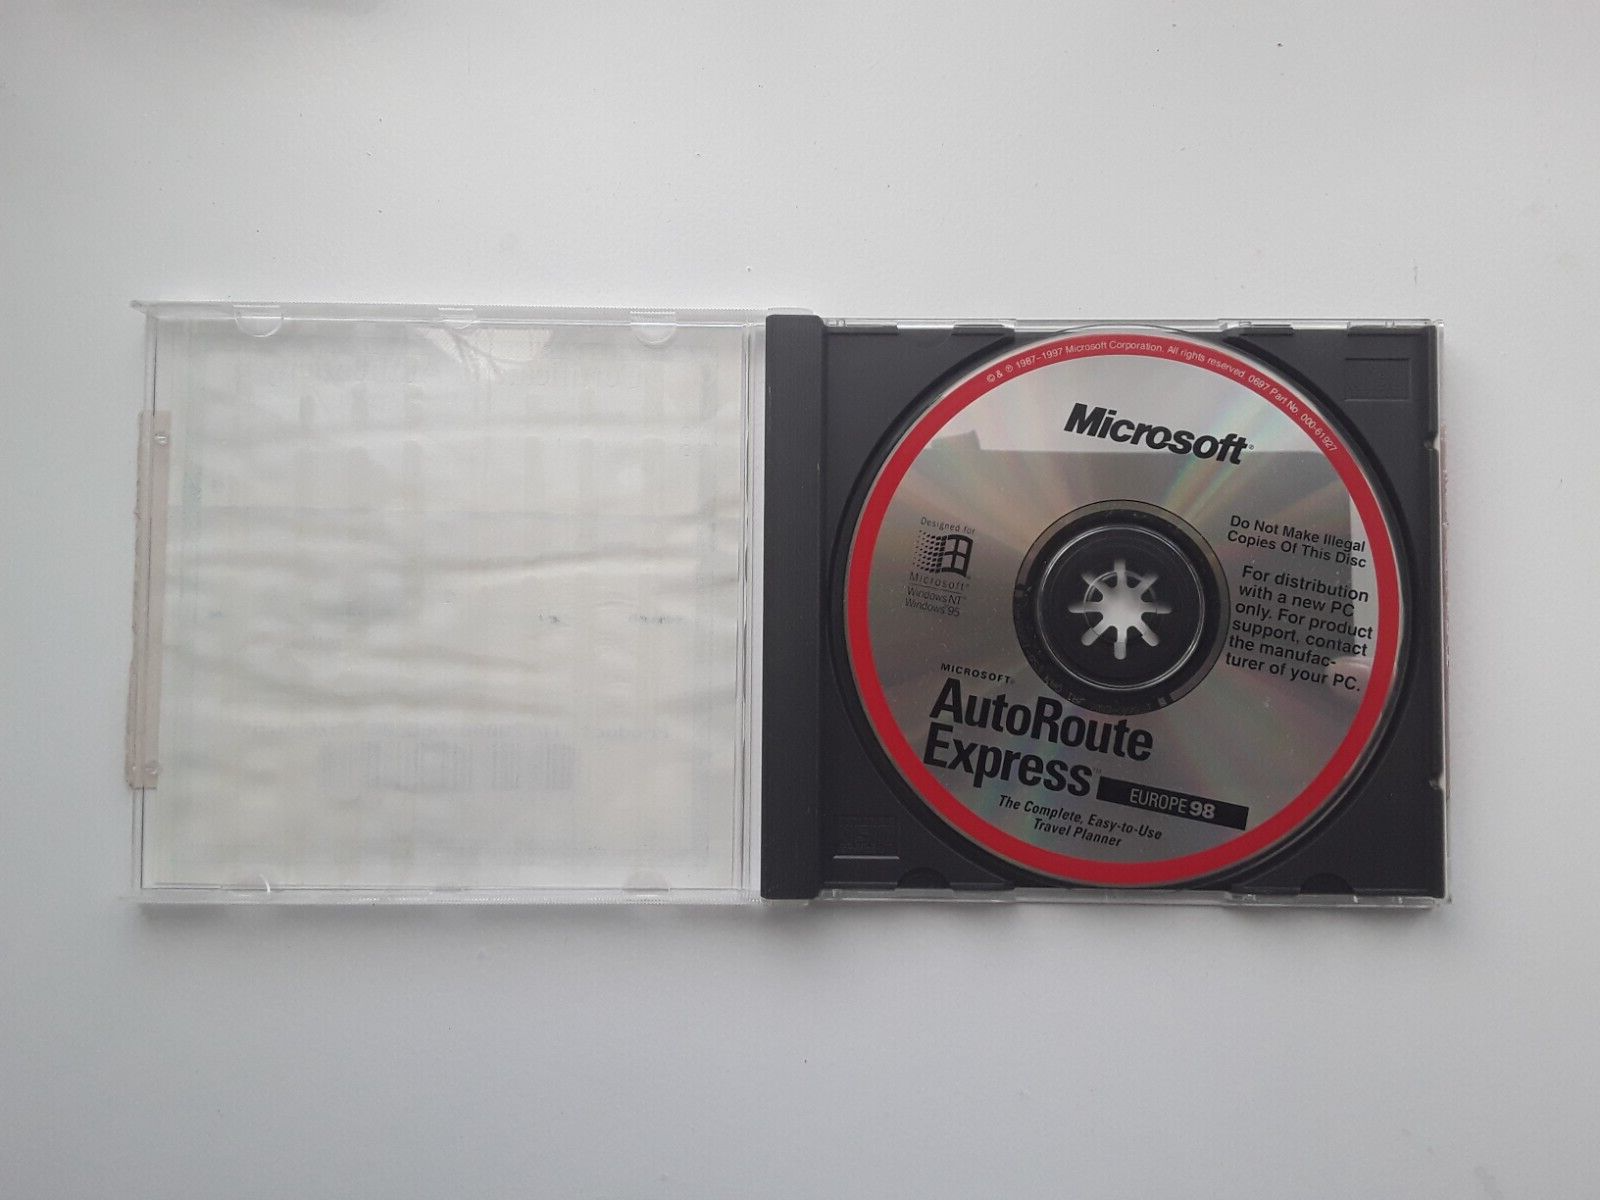 © & ℗ 1987–1997 Microsoft Corporation. All rights reserved. 0697 Part No. 000-61927
Microsoft®
Designed for
Microsoft®
Windows NT™
Windows®95
Do Not Make Illegal
Copies Of This Disc
For distribution
with a new PC
only. For product
support, contact
the manufac-
turer of your PC.
MICROSOFT®
AutoRoute
Express™
EUROPE 98
The Complete, Easy-to-Use
Travel Planner